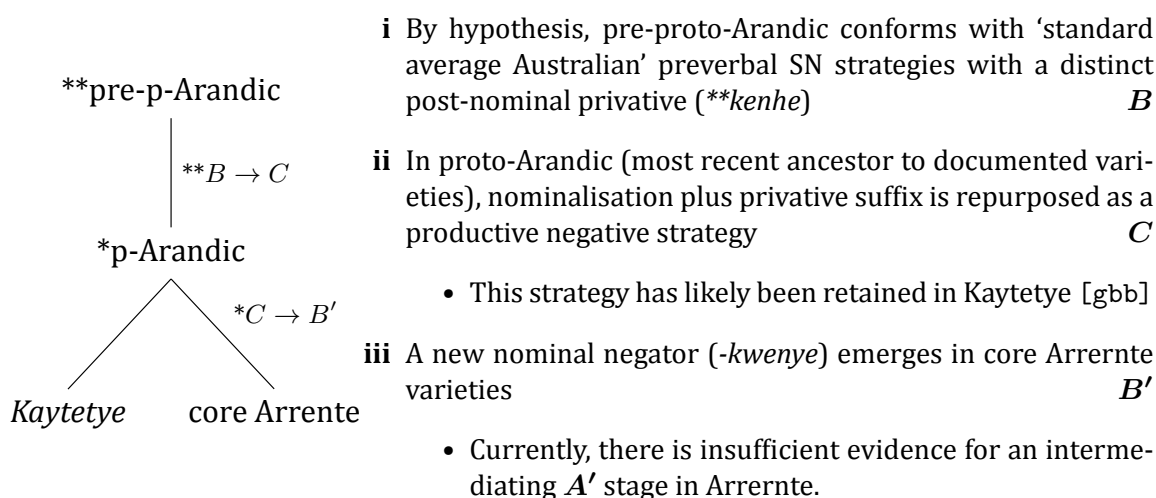 **pre-p-Arandic
**B → C
*p-Arandic
*C → B′
Kaytetye core Arrente
i By hypothesis, pre-proto-Arandic conforms with ‘standard
average Australian’ preverbal SN strategies with a distinct
post-nominal privative (**kenhe) B
ii In proto-Arandic (most recent ancestor to documented vari-
eties), nominalisation plus privative suffix is repurposed as a
productive negative strategy C
• This strategy has likely been retained in Kaytetye [gbb]
iii A new nominal negator (-kwenye) emerges in core Arrernte
varieties B′
• Currently, there is insufficient evidence for an interme-
diating A′ stage in Arrernte.